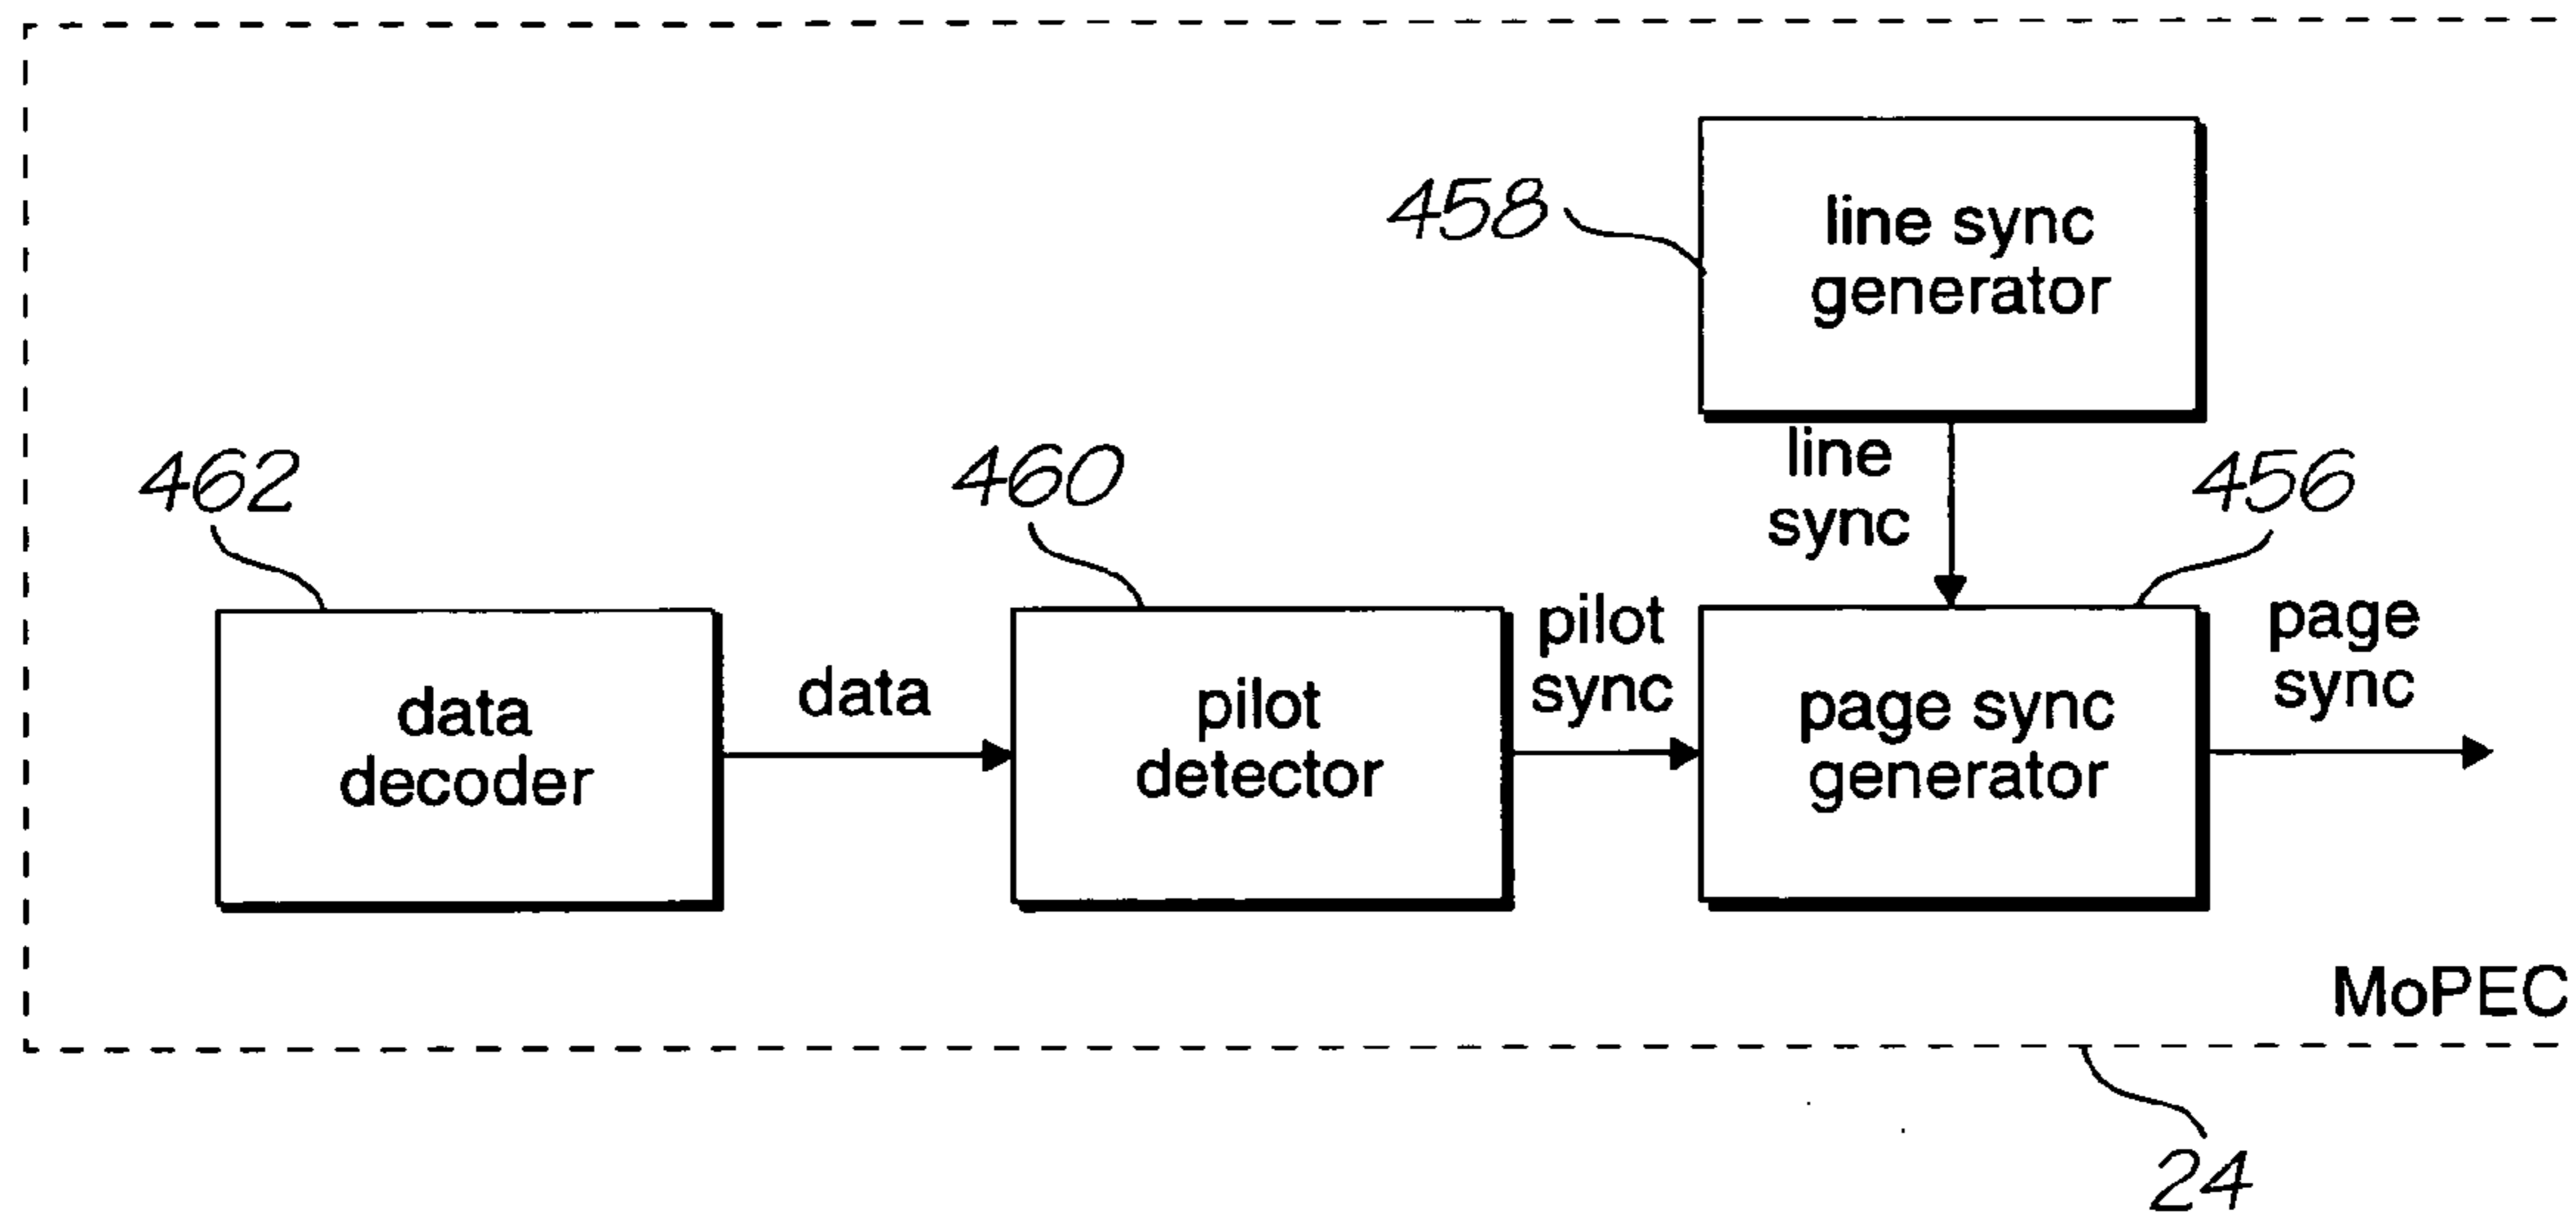 458
line sync
generator
line
sync
462
460
456
data
decoder
data
pilot
detector
pilot
sync
page sync
generator
page
sync
MoPEC
24